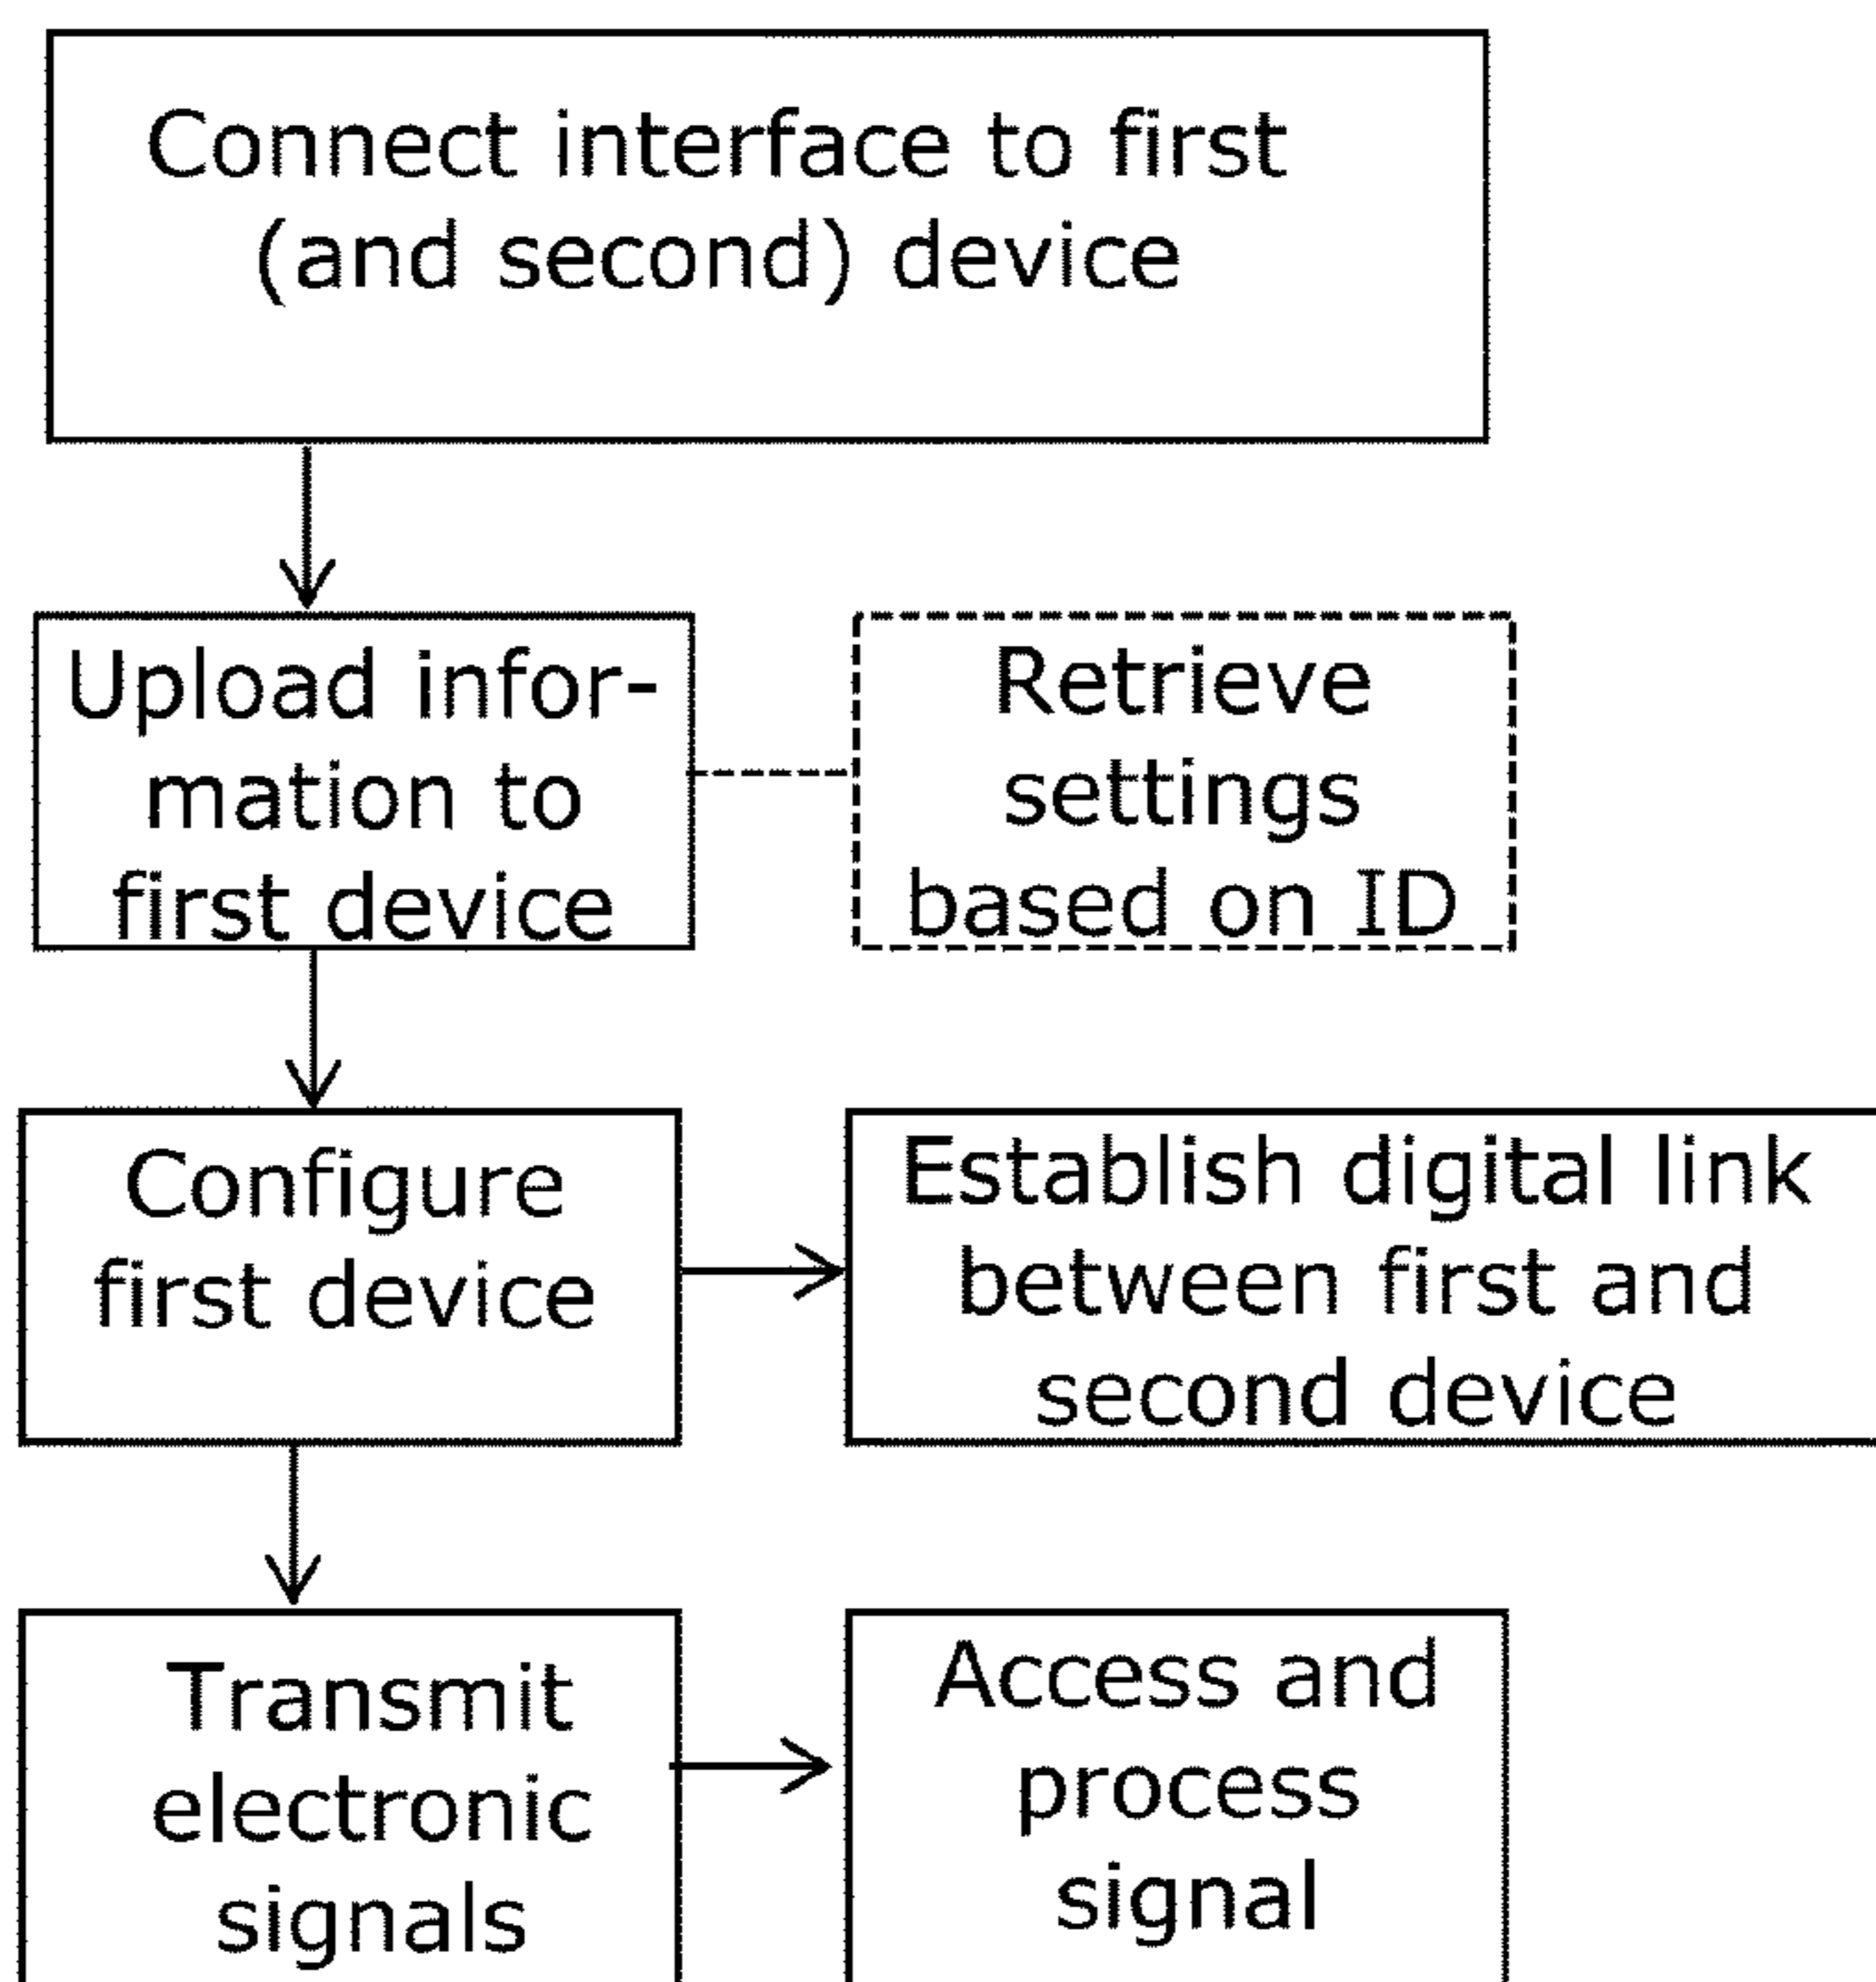 Connect interface to first
(and second) device
Upload infor-
mation to
first device
Retrieve
settings
based on ID
Configure
first device
Establish digital link
between first and
second device
Transmit
electronic
signals
Access and
process
signal